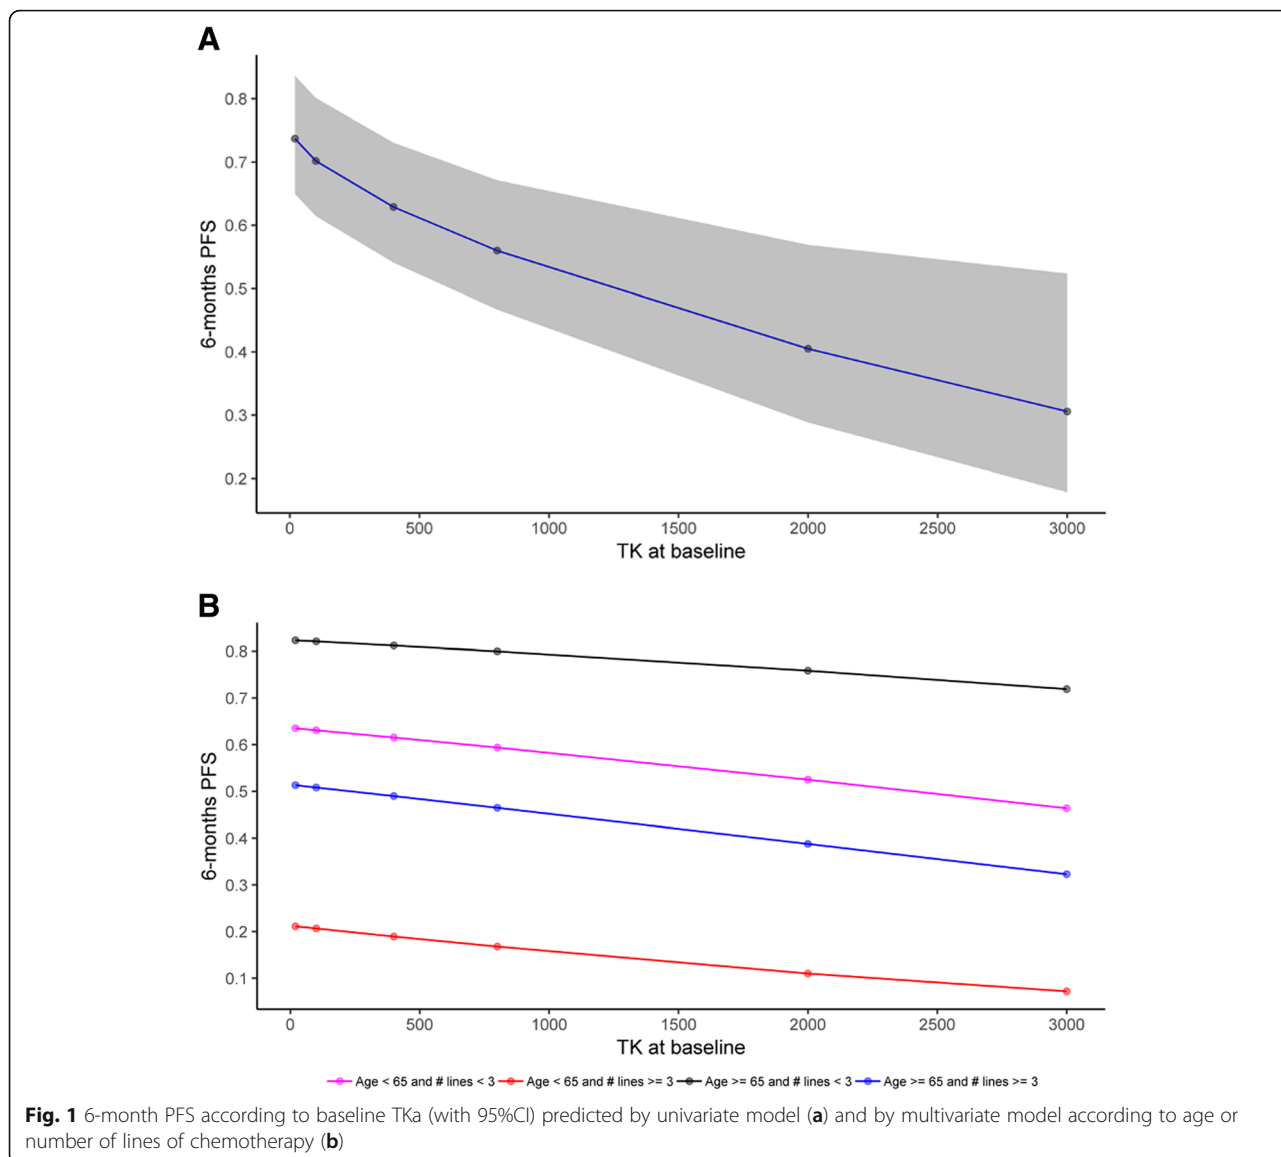 A
0.8
0.7
0.6
0.5
0.4
0.3
0.2
6-months PFS
0 500 1000 1500 2000 2500 3000
TK at baseline
B
0.8
0.7
0.6
0.5
0.4
0.3
0.2
0.1
6-months PFS
0 500 1000 1500 2000 2500 3000
TK at baseline
Age < 65 and # lines < 3 Age < 65 and # lines >= 3 Age >= 65 and # lines < 3 Age >= 65 and # lines >= 3
Fig. 1 6-month PFS according to baseline TKa (with 95%CI) predicted by univariate model (a) and by multivariate model according to age or
number of lines of chemotherapy (b)